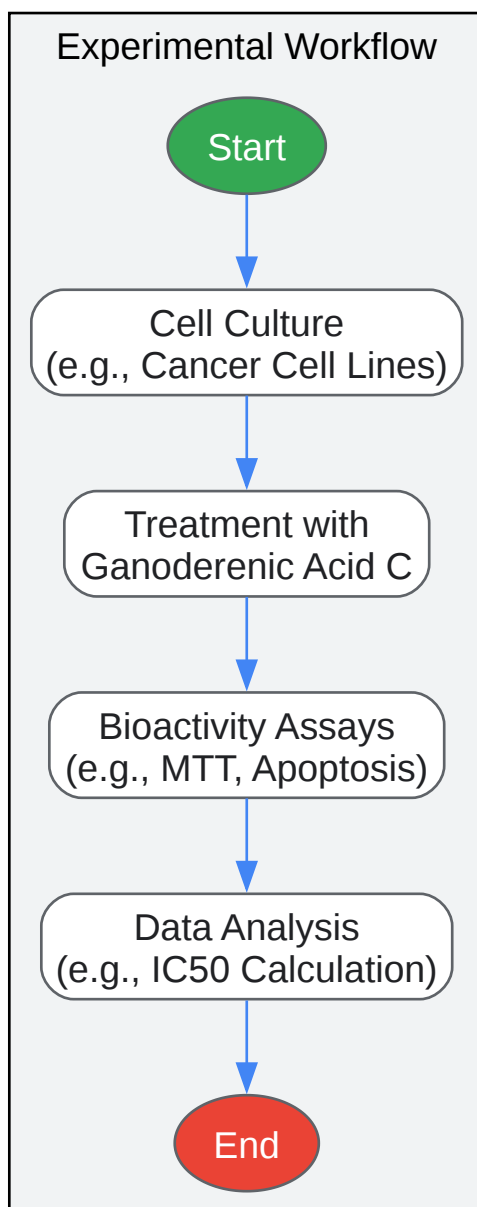 Experimental Workflow
Start
Cell Culture
(e.g., Cancer Cell Lines)
Treatment with
Ganoderenic Acid C
Bioactivity Assays
(e.g., MTT, Apoptosis)
Data Analysis
(e.g., IC50 Calculation)
End